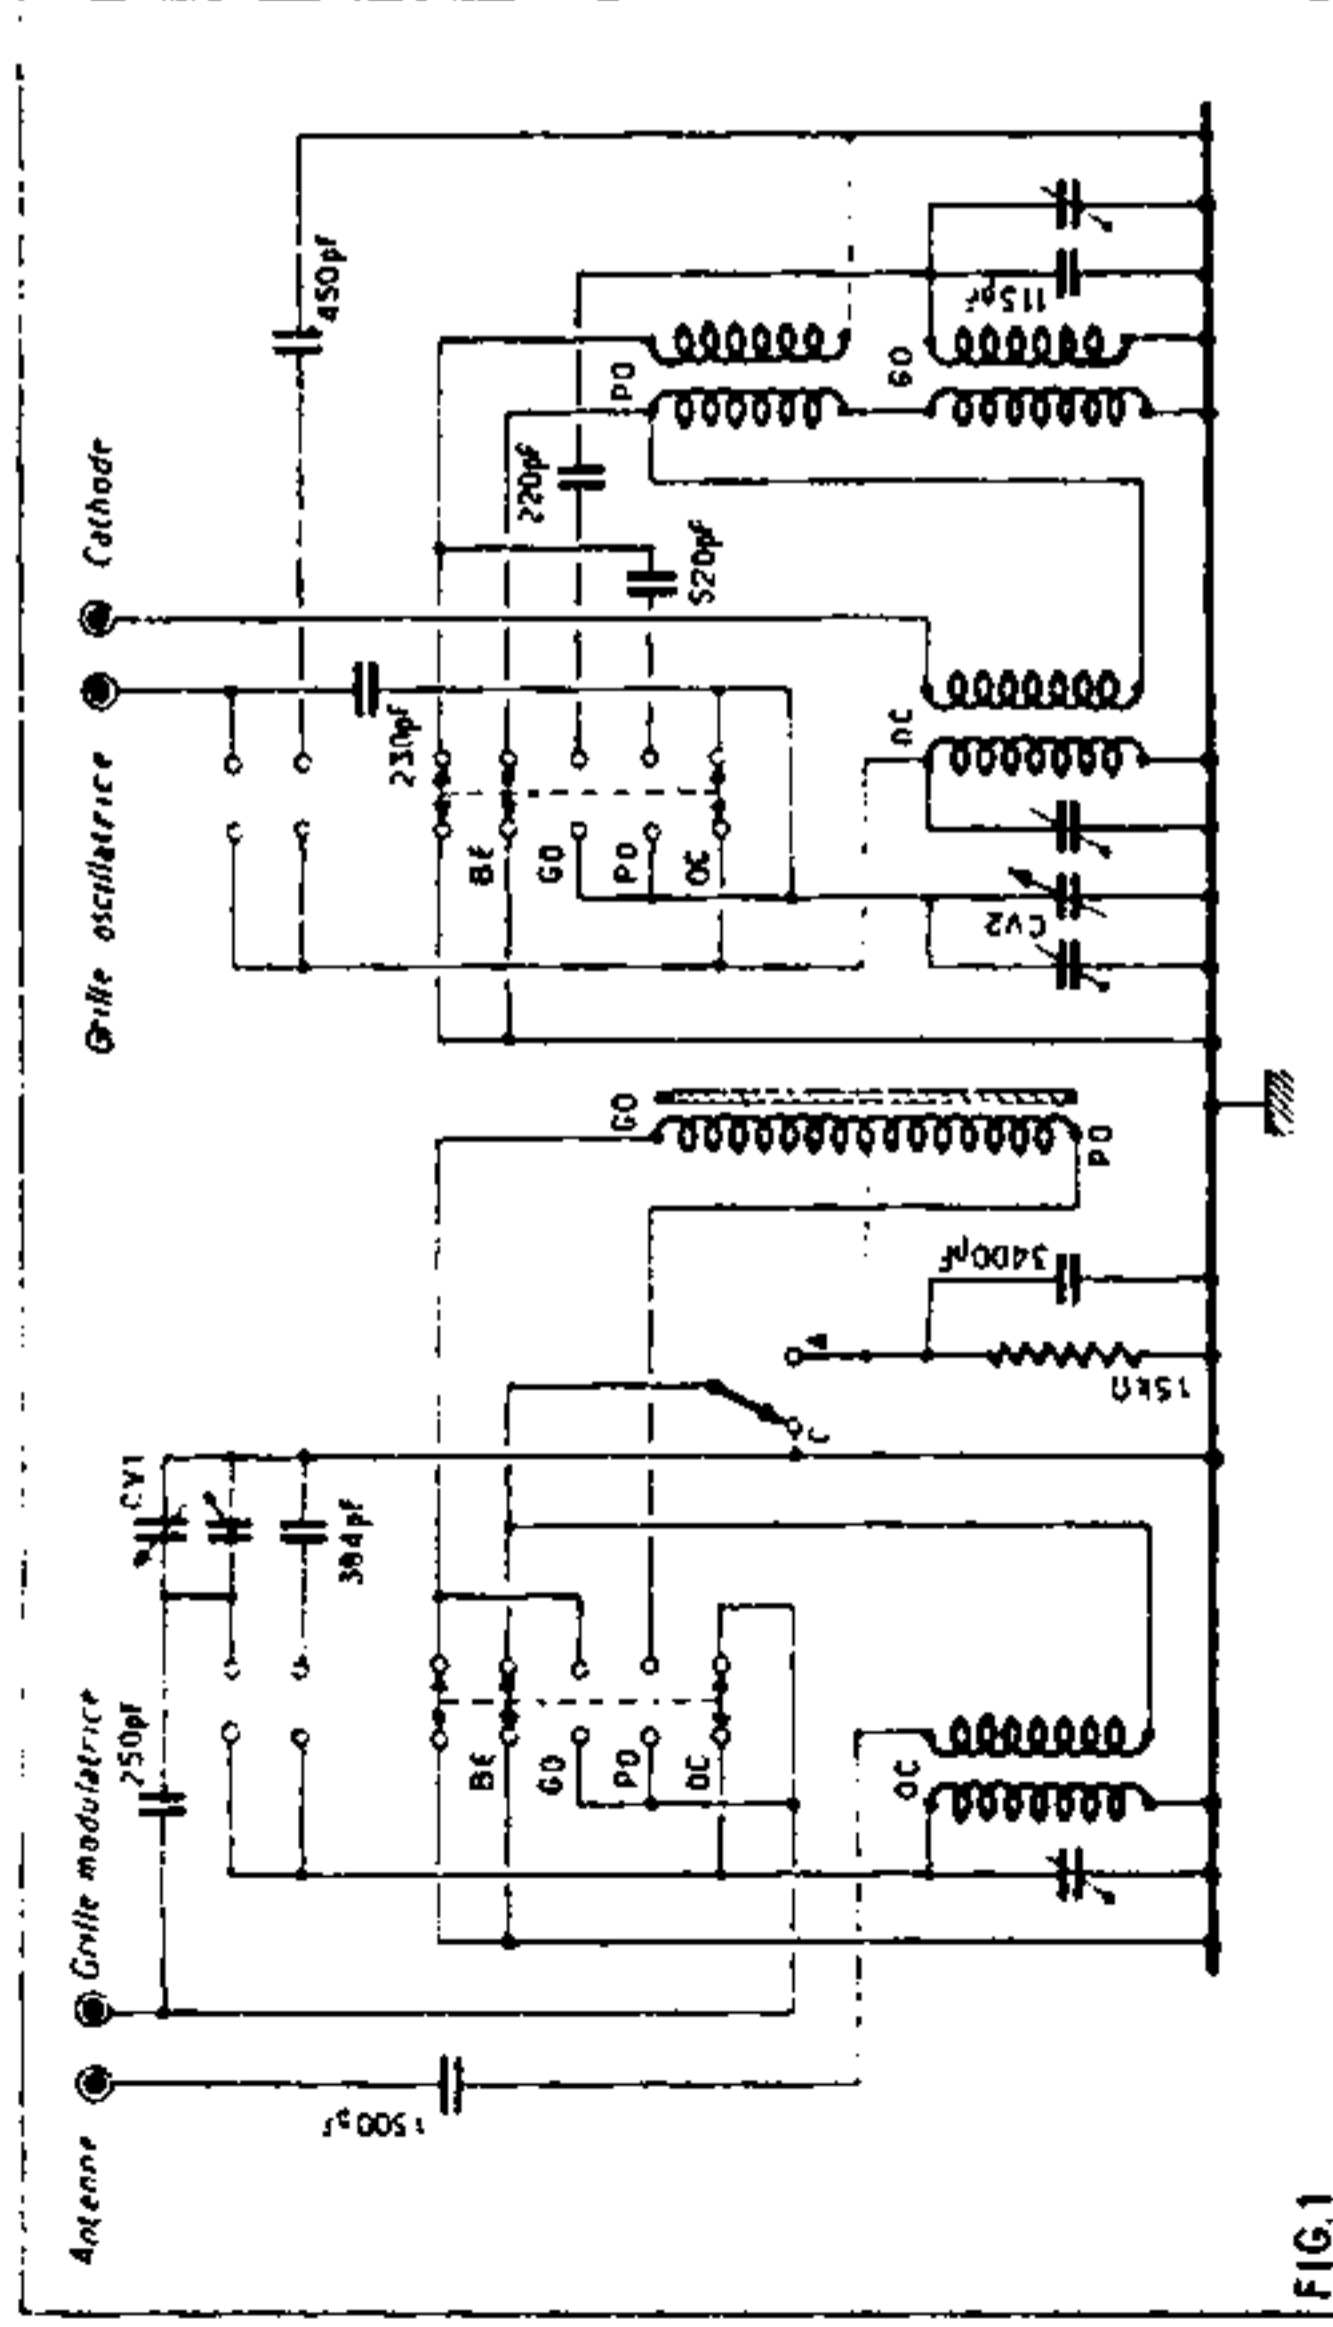 Antenne
Grille modulatrice
Grille oscillatrice
Cathode
1500pF
250pF
CV1
384pF
BE
GO
PO
OC
OC
C
A
15kΩ
3400pF
GO
PO
230pF
450pF
220pF
520pF
BE
GO
PO
OC
CV2
OC
PO
GO
115pF
FIG.1